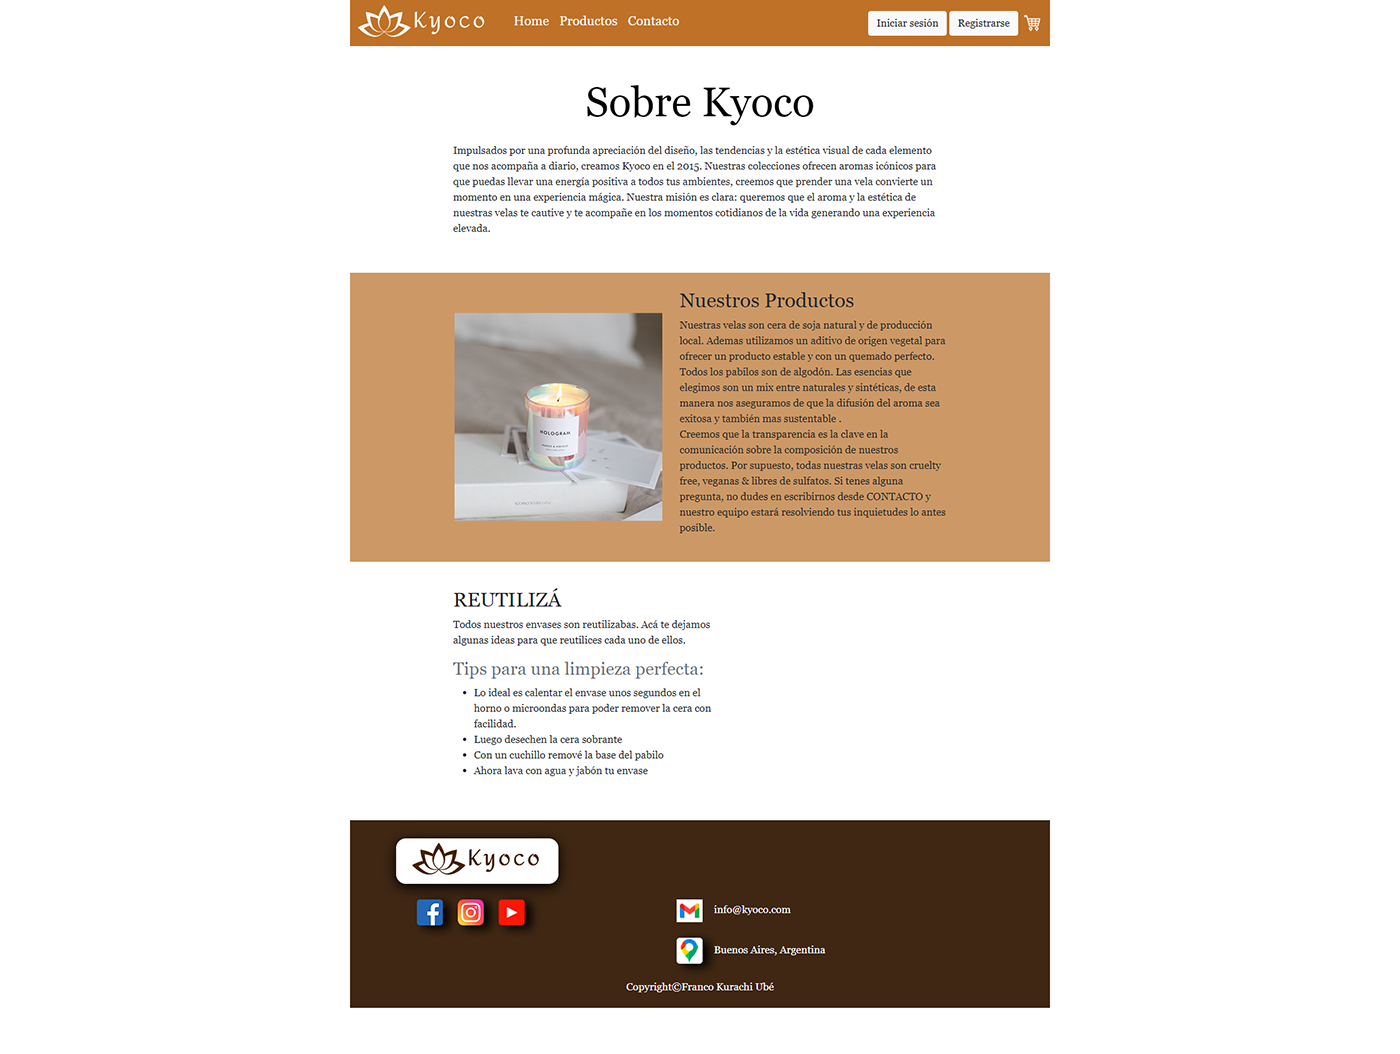 Kyoco
Home Productos Contacto
Iniciar sesión Registrarse
Sobre Kyoco
Impulsados por una profunda apreciación del diseño, las tendencias y la estética visual de cada elemento
que nos acompaña a diario, creamos Kyoco en el 2015. Nuestras colecciones ofrecen aromas icónicos para
que puedas llevar una energía positiva a todos tus ambientes, creemos que prender una vela convierte un
momento en una experiencia mágica. Nuestra misión es clara: queremos que el aroma y la estética de
nuestras velas te cautive y te acompañe en los momentos cotidianos de la vida generando una experiencia
elevada.
HOLOGRAM
Nuestros Productos
Nuestras velas son cera de soja natural y de producción
local. Ademas utilizamos un aditivo de origen vegetal para
ofrecer un producto estable y con un quemado perfecto.
Todos los pabilos son de algodón. Las esencias que
elegimos son un mix entre naturales y sintéticas, de esta
manera nos aseguramos de que la difusión del aroma sea
exitosa y también mas sustentable .
Creemos que la transparencia es la clave en la
comunicación sobre la composición de nuestros
productos. Por supuesto, todas nuestras velas son cruelty
free, veganas & libres de sulfatos. Si tenes alguna
pregunta, no dudes en escribirnos desde CONTACTO y
nuestro equipo estará resolviendo tus inquietudes lo antes
posible.
REUTILIZÁ
Todos nuestros envases son reutilizabas. Acá te dejamos
algunas ideas para que reutilices cada uno de ellos.
Tips para una limpieza perfecta:
• Lo ideal es calentar el envase unos segundos en el
horno o microondas para poder remover la cera con
facilidad.
• Luego desechen la cera sobrante
• Con un cuchillo remové la base del pabilo
• Ahora lava con agua y jabón tu envase
Kyoco
info@kyoco.com
Buenos Aires, Argentina
Copyright©Franco Kurachi Ubé